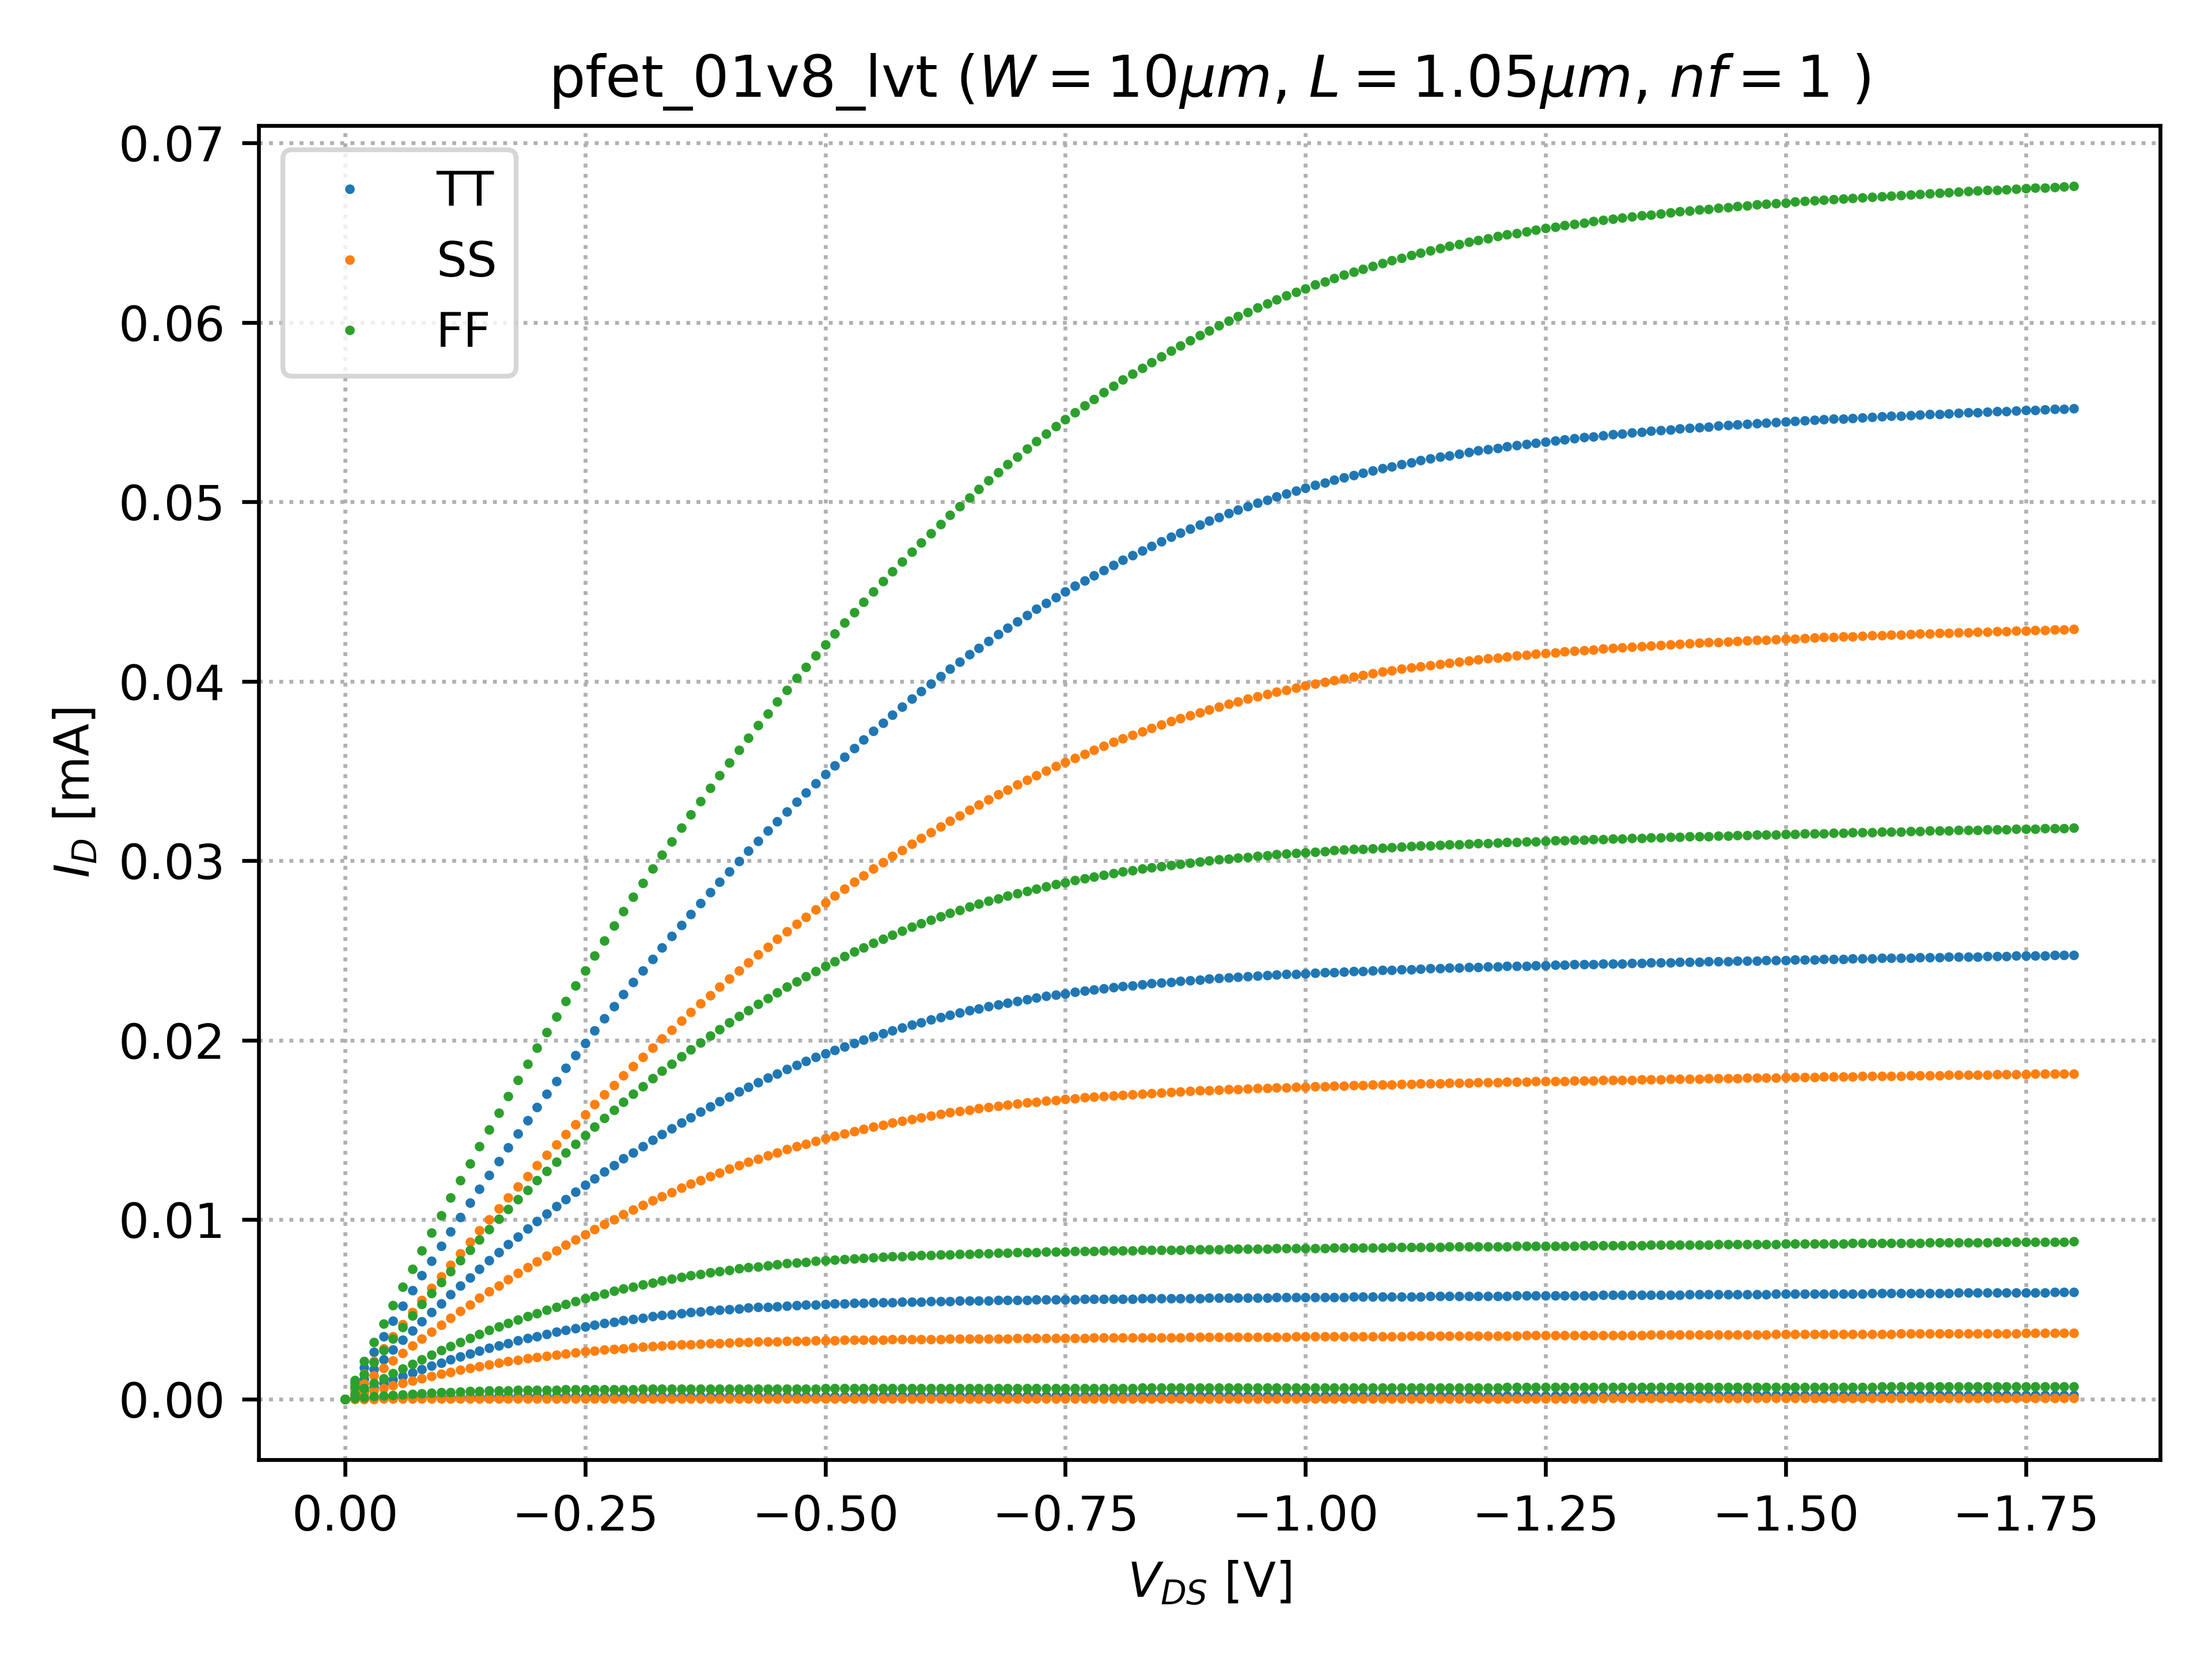 pfet_01v8_lvt (W = 10μm, L = 1.05μm, nf = 1 )
0.07
0.06
0.05
0.04
0.03
0.02
0.01
0.00
I_D [mA]
TT
SS
FF
0.00 −0.25 −0.50 −0.75 −1.00 −1.25 −1.50 −1.75
V_DS [V]